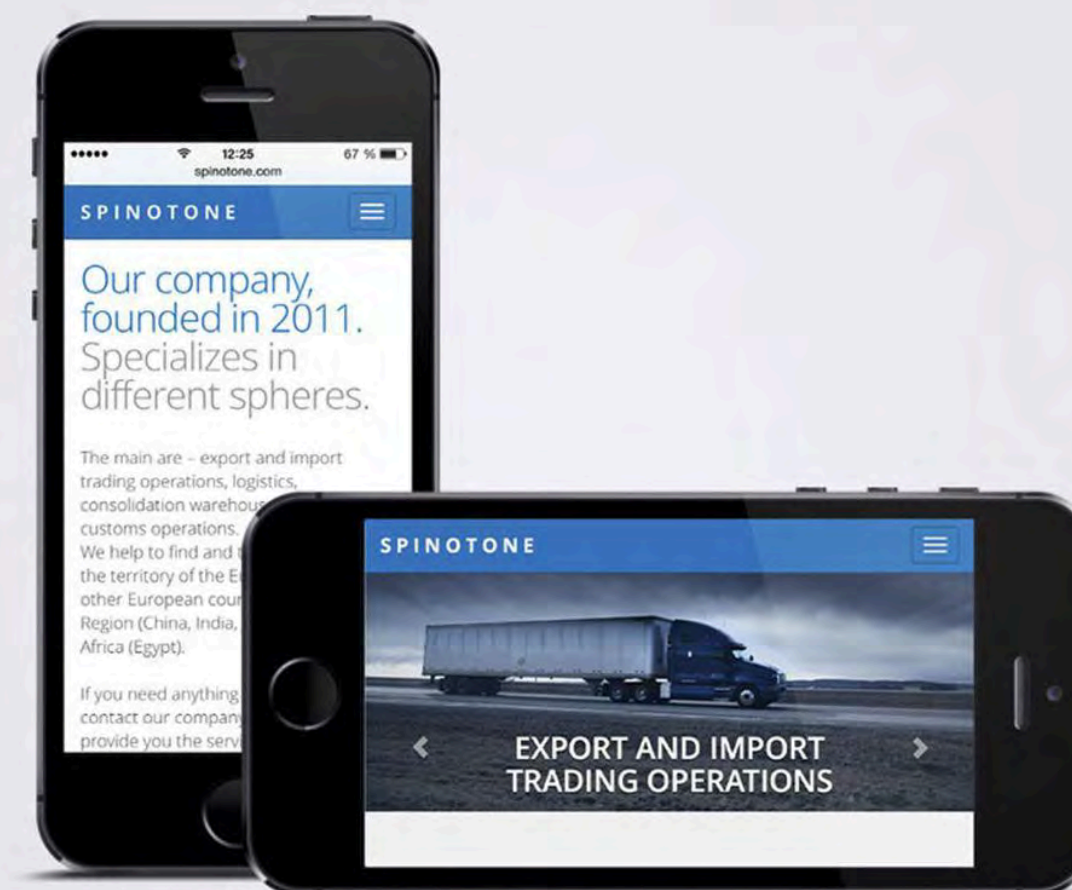 12:25
67 %
spinotone.com
SPINOTONE
Our company,
founded in 2011.
Specializes in
different spheres.
The main are – export and import
trading operations, logistics,
consolidation
customs operations.
We help to find and
the territory of the
other European
Region (China, India,
Africa (Egypt).
If you need anything
contact our company
provide you the
SPINOTONE
EXPORT AND IMPORT
TRADING OPERATIONS